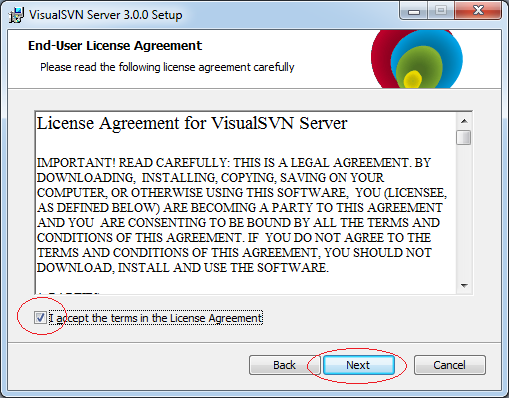 VisualSVN Server 3.0.0 Setup
End-User License Agreement
Please read the following license agreement carefully
License Agreement for VisualSVN Server
IMPORTANT! READ CAREFULLY: THIS IS A LEGAL AGREEMENT. BY
DOWNLOADING, INSTALLING, COPYING, SAVING ON YOUR
COMPUTER, OR OTHERWISE USING THIS SOFTWARE, YOU (LICENSEE,
AS DEFINED BELOW) ARE BECOMING A PARTY TO THIS AGREEMENT
AND YOU ARE CONSENTING TO BE BOUND BY ALL THE TERMS AND
CONDITIONS OF THIS AGREEMENT. IF YOU DO NOT AGREE TO THE
TERMS AND CONDITIONS OF THIS AGREEMENT, YOU SHOULD NOT
DOWNLOAD, INSTALL AND USE THE SOFTWARE.
I accept the terms in the License Agreement
Back Next Cancel